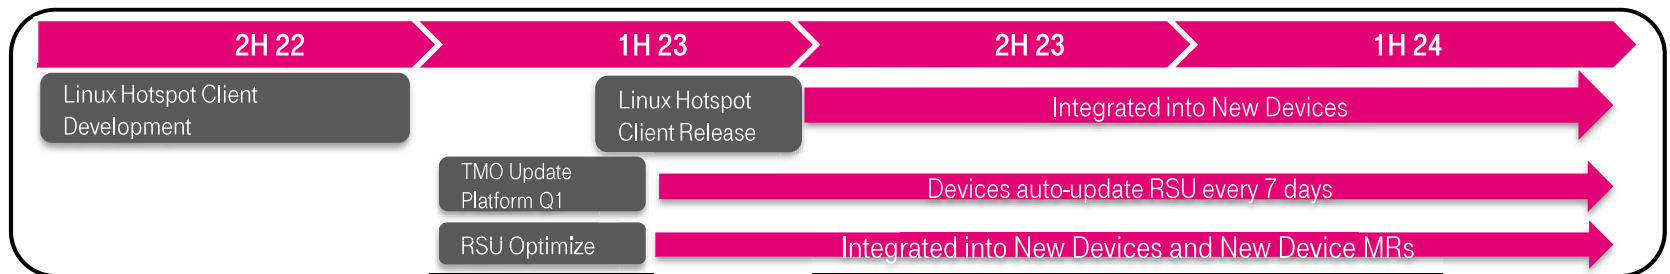 2H 22
1H 23
2H 23
1H 24
Linux Hotspot Client
Development
Linux Hotspot
Client Release
Integrated into New Devices
TMO Update
Platform Q1
Devices auto-update RSU every 7 days
RSU Optimize
Integrated into New Devices and New Device MRs